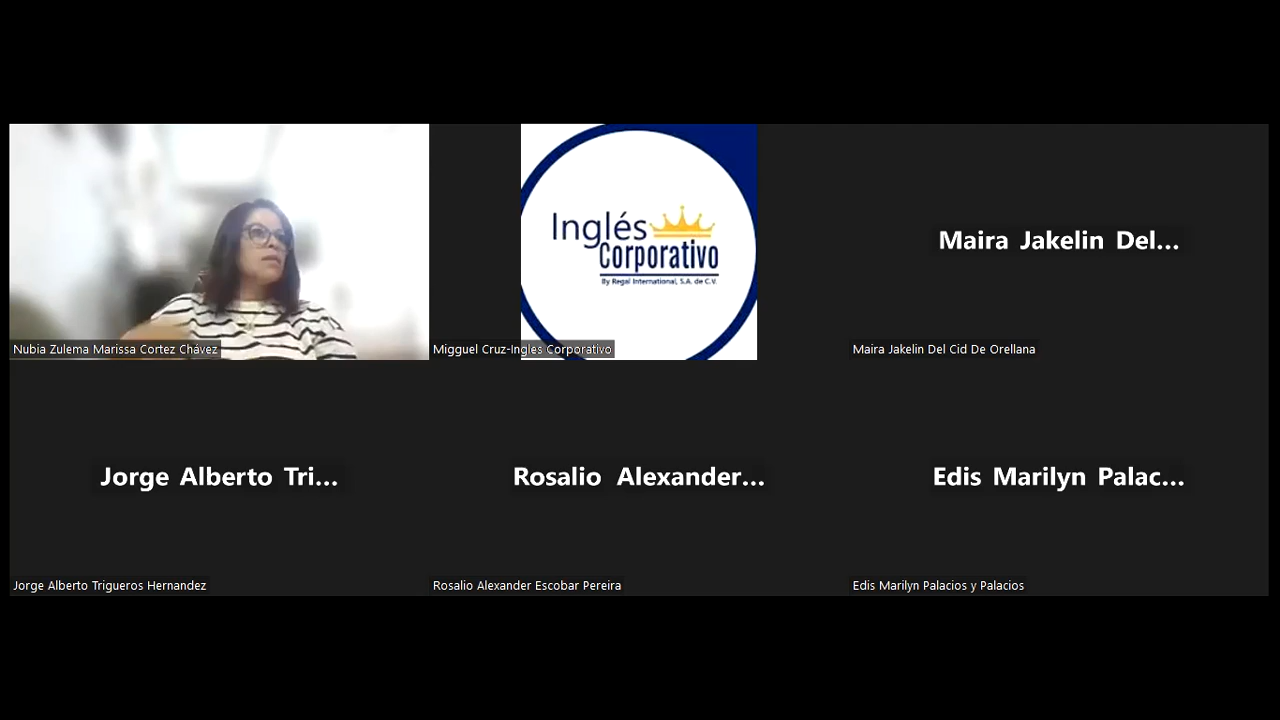 Inglés
Corporativo
By Regal International, S.A. de C.V.
Maira Jakelin Del...
Nubia Zulema Marissa Cortez Chávez
Migguel Cruz-Ingles Corporativo
Maira Jakelin Del Cid De Orellana
Jorge Alberto Tri...
Rosalio Alexander...
Edis Marilyn Palac...
Jorge Alberto Trigueros Hernandez
Rosalio Alexander Escobar Pereira
Edis Marilyn Palacios y Palacios